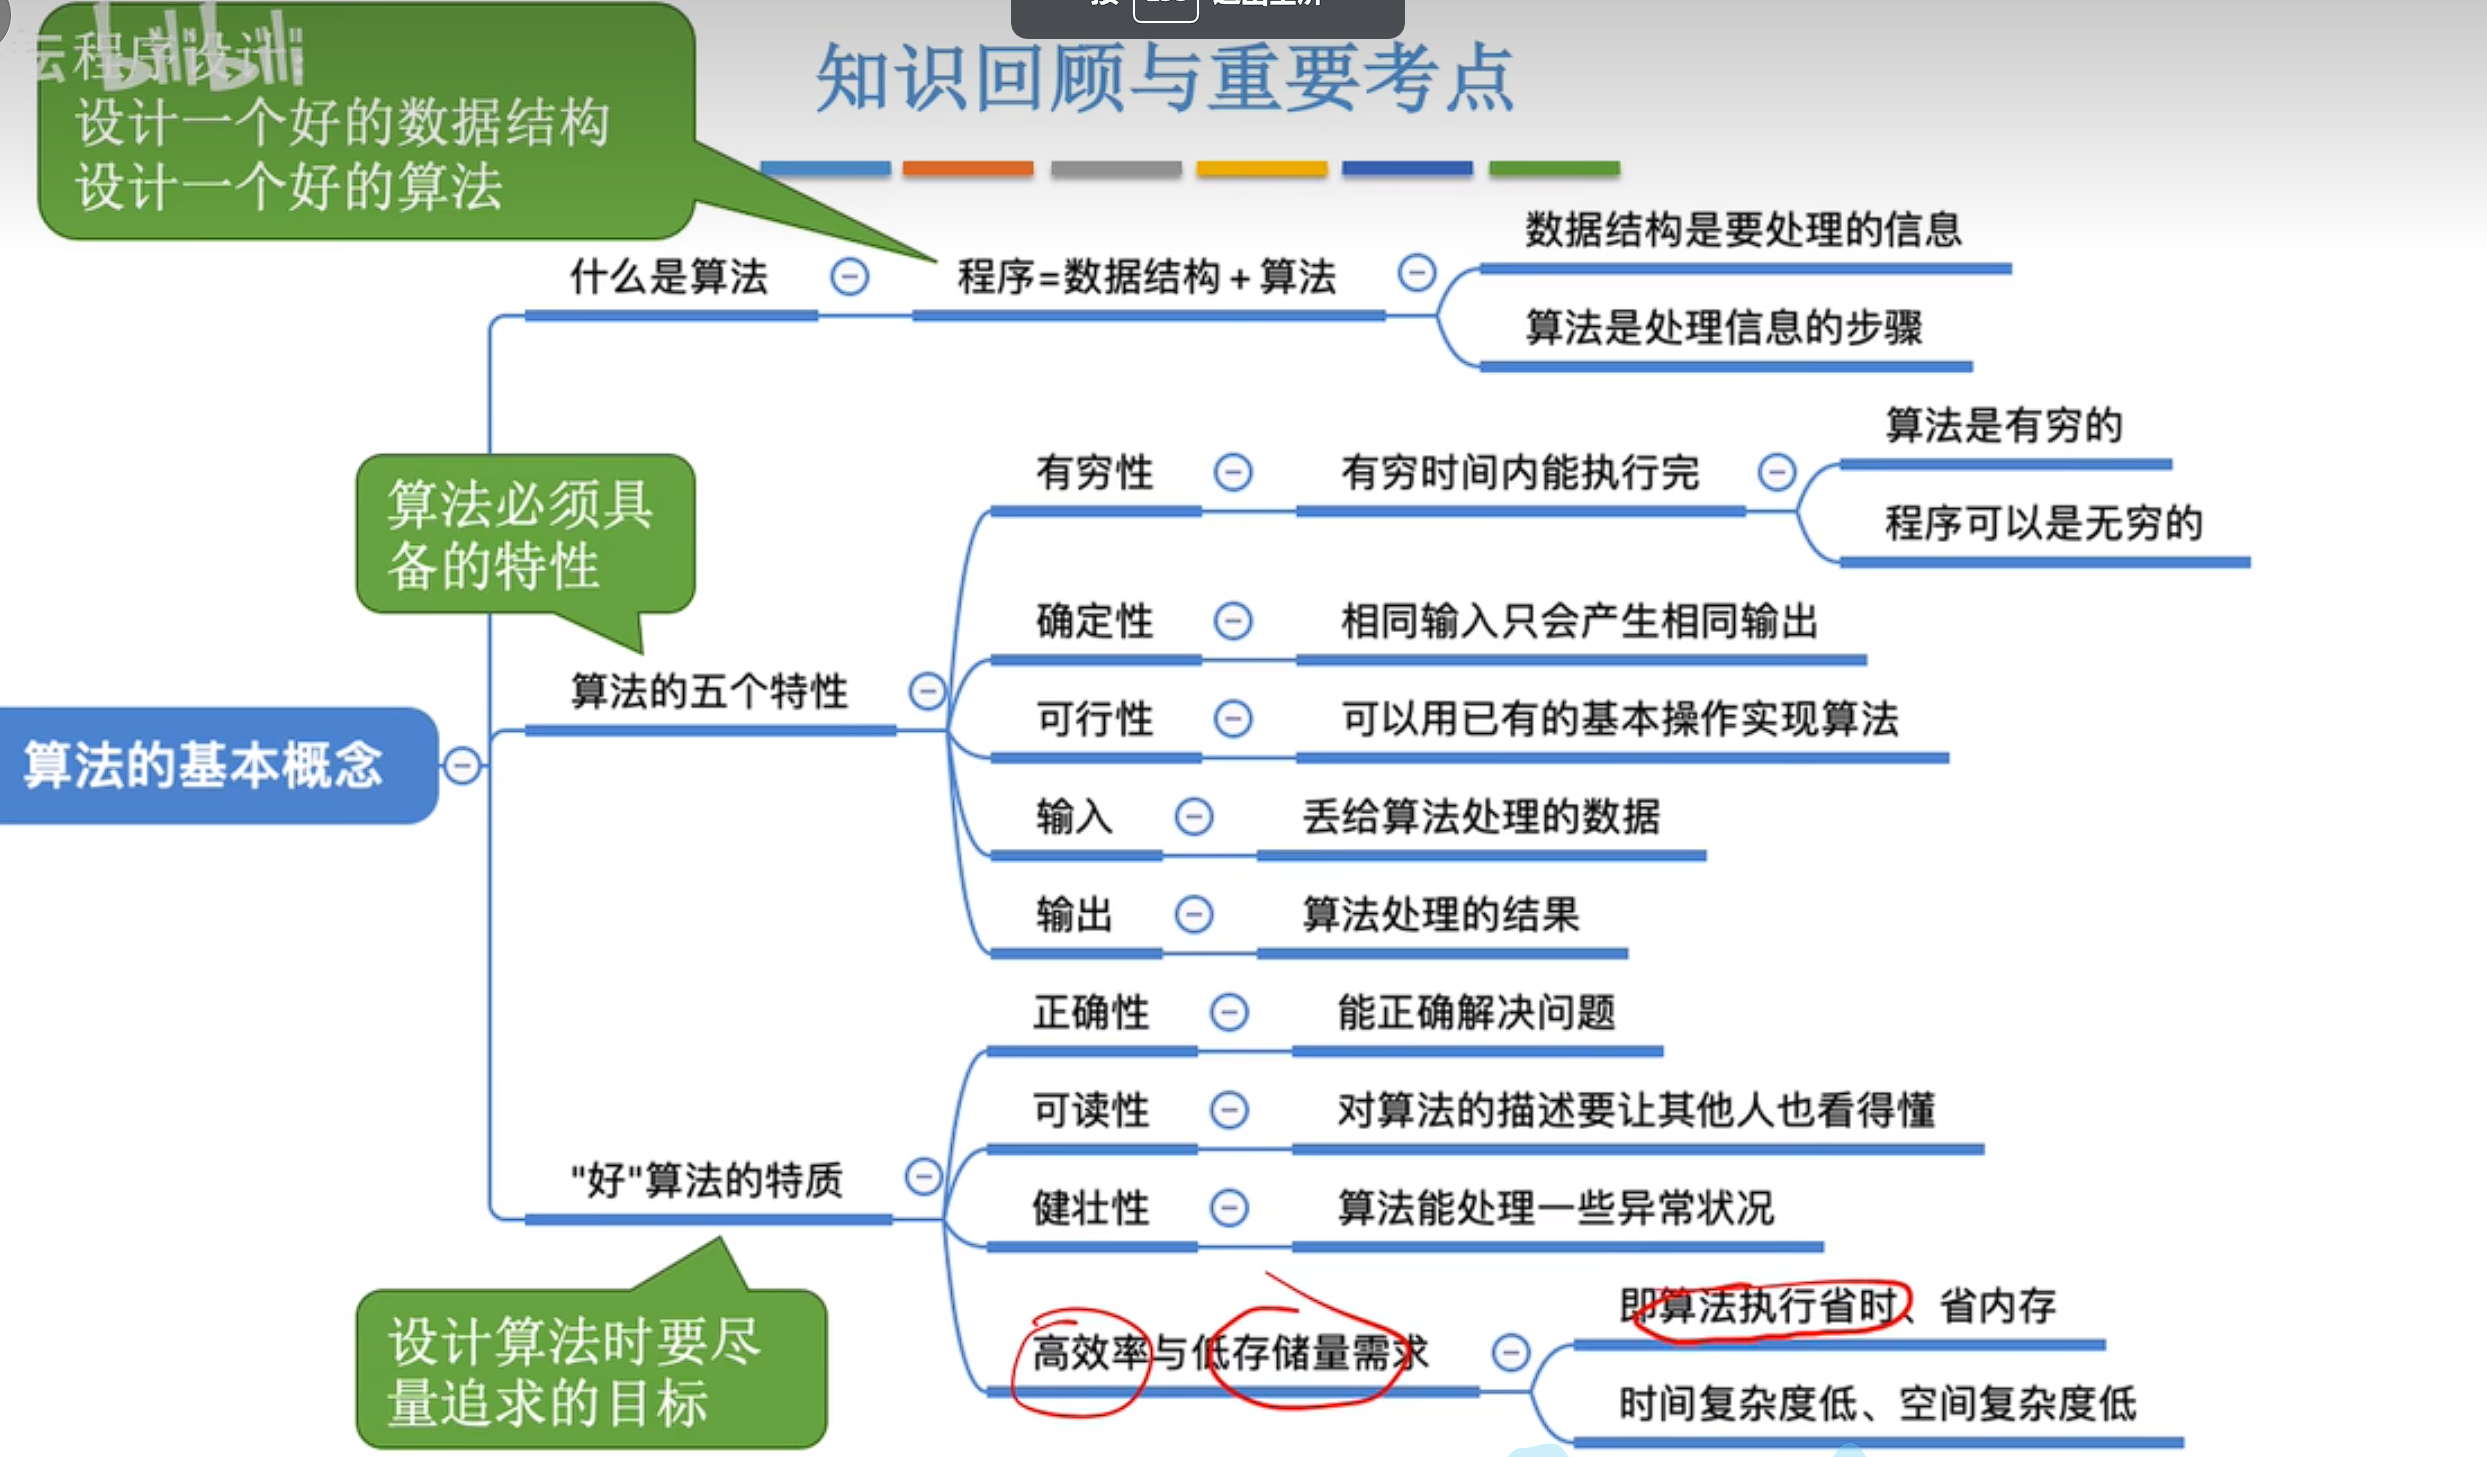 程序设计
设计一个好的数据结构
设计一个好的算法
知识回顾与重要考点
什么是算法
程序=数据结构+算法
数据结构是要处理的信息
算法是处理信息的步骤
算法必须具
备的特性
算法的五个特性
有穷性
有穷时间内能执行完
算法是有穷的
程序可以是无穷的
确定性
相同输入只会产生相同输出
可行性
可以用已有的基本操作实现算法
输入
丢给算法处理的数据
输出
算法处理的结果
算法的基本概念
"好"算法的特质
正确性
能正确解决问题
可读性
对算法的描述要让其他人也看得懂
健壮性
算法能处理一些异常状况
高效率与低存储量需求
即算法执行省时、省内存
时间复杂度低、空间复杂度低
设计算法时要尽
量追求的目标